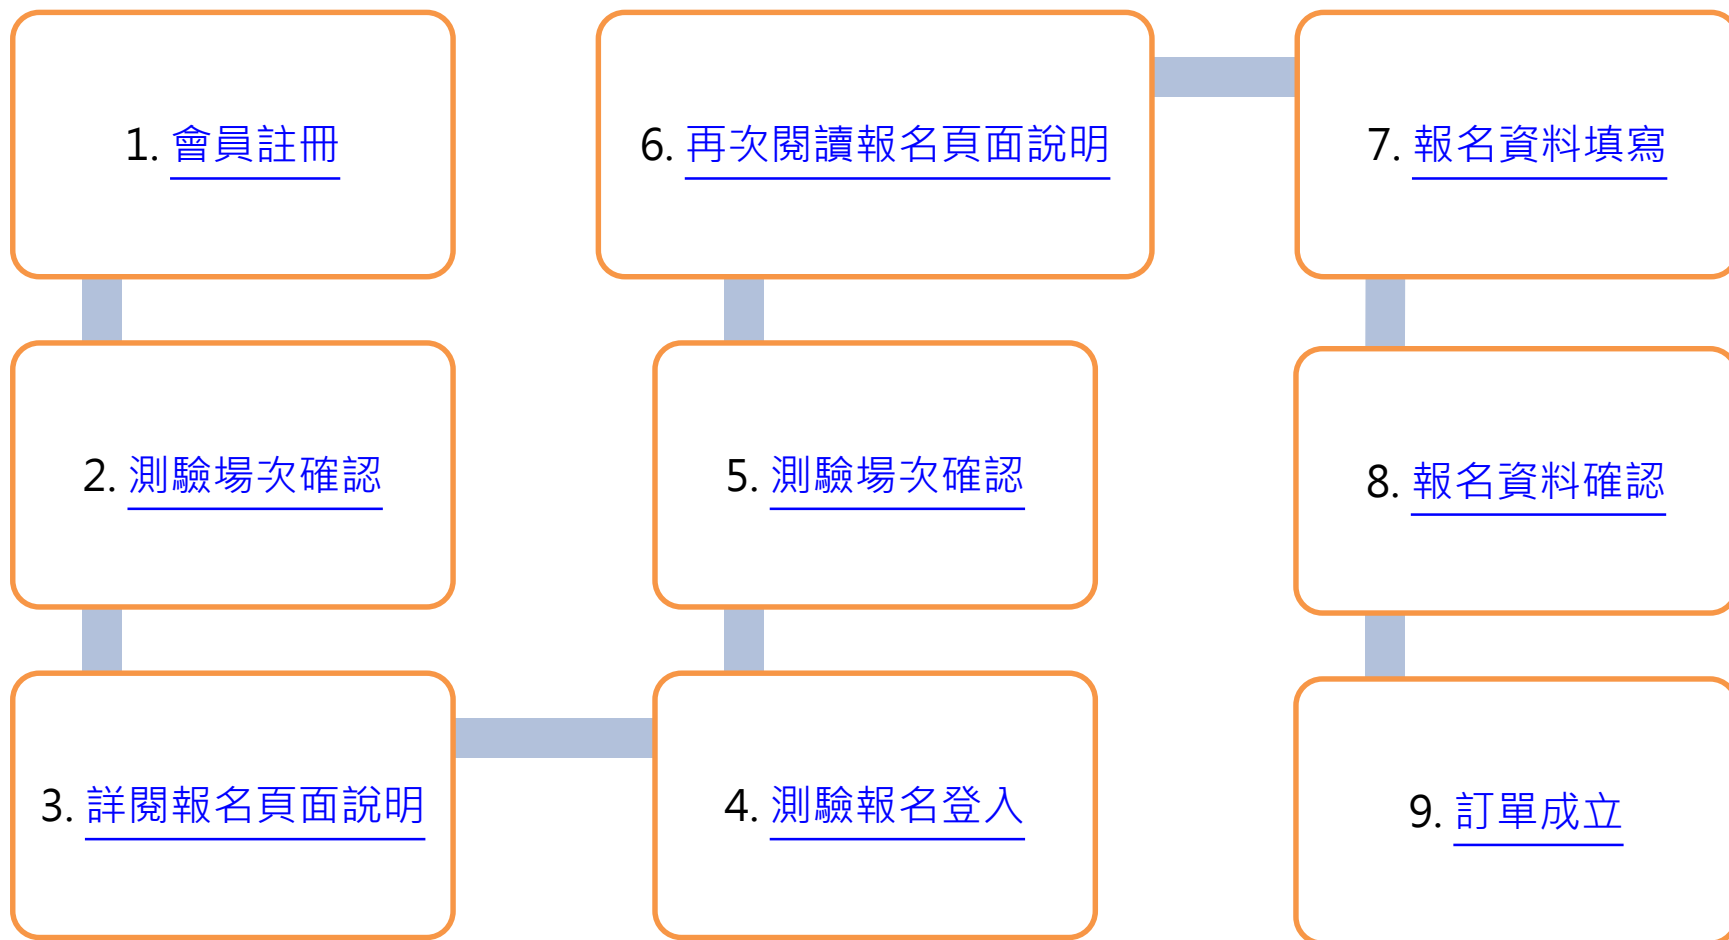 1. 會員註冊
2. 測驗場次確認
3. 詳閱報名頁面說明
4. 測驗報名登入
5. 測驗場次確認
6. 再次閱讀報名頁面說明
7. 報名資料填寫
8. 報名資料確認
9. 訂單成立